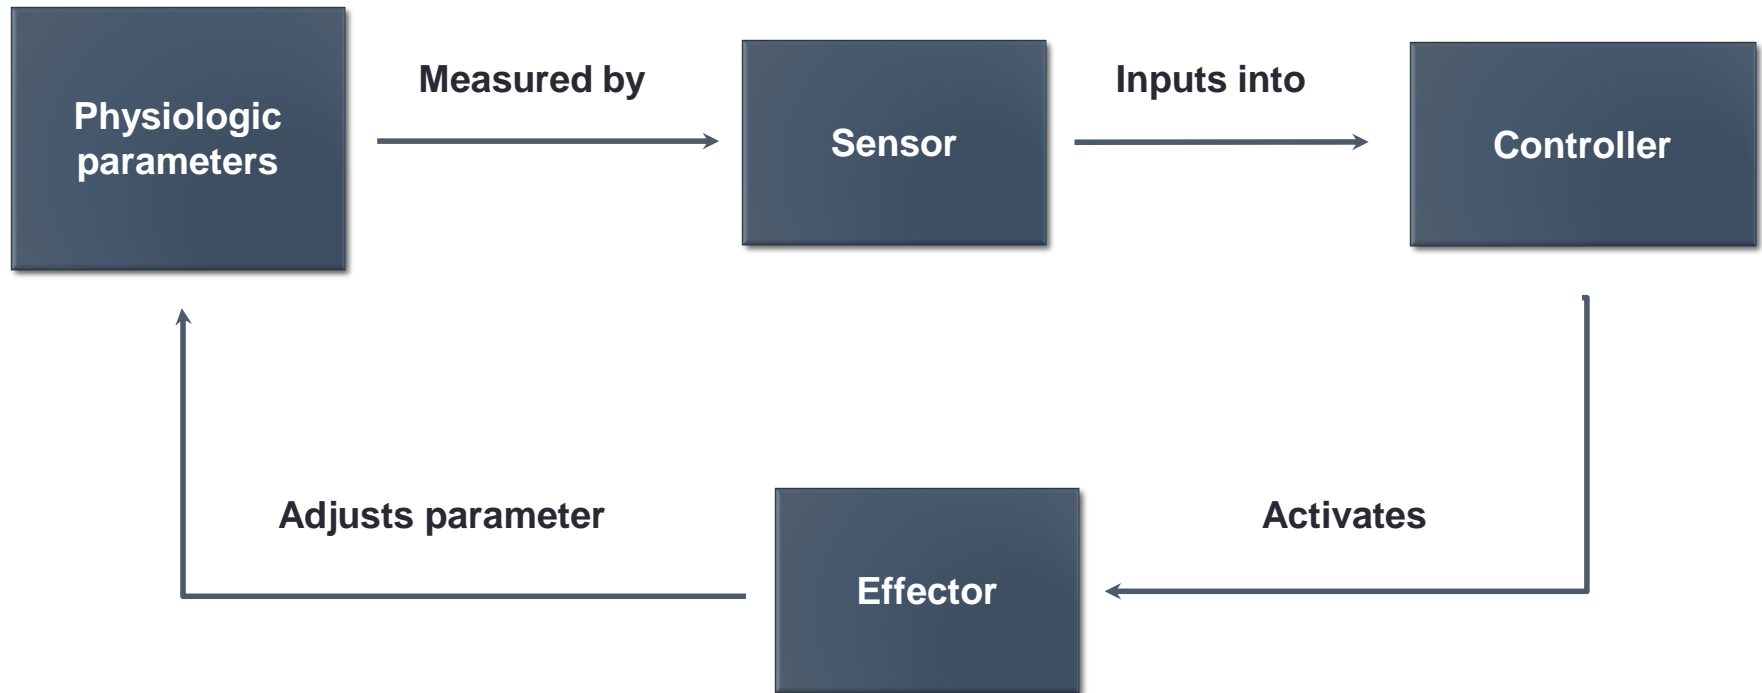 Physiologic
parameters
Measured by
Sensor
Inputs into
Controller
Adjusts parameter
Effector
Activates